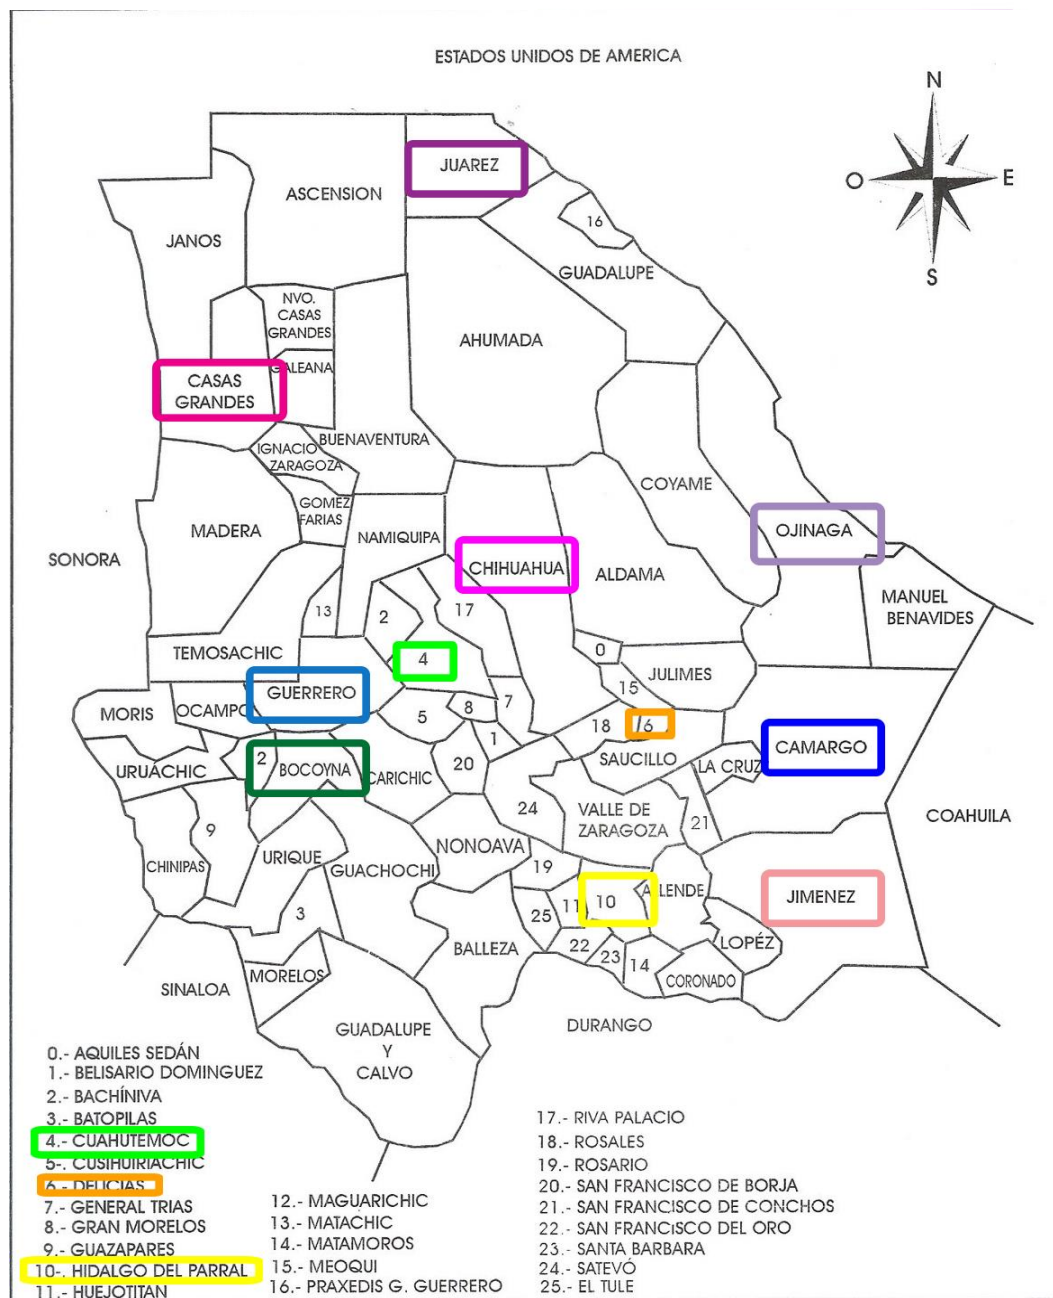 ESTADOS UNIDOS DE AMERICA
N
O
E
S
JUAREZ
ASCENSION
16
JANOS
GUADALUPE
NVO.
CASAS
GRANDES
AHUMADA
GALEANA
CASAS
GRANDES
BUENAVENTURA
IGNACIO
ZARAGOZA
COYAME
GOMEZ
FARIAS
MADERA
NAMIQUIPA
OJINAGA
SONORA
CHIHUAHUA
ALDAMA
MANUEL
BENAVIDES
13
2
17
TEMOSACHIC
4
0
JULIMES
GUERRERO
15
MORIS
OCAMPO
5
8
7
18
6
1
CAMARGO
2
BOCOYNA
URUACHIC
CARICHIC
20
SAUCILLO
LA CRUZ
24
VALLE DE
ZARAGOZA
21
COAHUILA
9
NONOAVA
CHINIPAS
URIQUE
GUACHOCHI
19
ALLENDE
JIMENEZ
3
25
11
10
BALLEZA
22
23
14
LOPÉZ
MORELOS
CORONADO
SINALOA
DURANGO
GUADALUPE
Y
CALVO
0.- AQUILES SEDÁN
1.- BELISARIO DOMINGUEZ
2.- BACHÍNIVA
3.- BATOPILAS
4.- CUAHUTEMOC
5-. CUSIHUIRIACHIC
6.- DELICIAS
7.- GENERAL TRIAS
8.- GRAN MORELOS
9.- GUAZAPARES
10-. HIDALGO DEL PARRAL
11.- HUEJOTITAN
12.- MAGUARICHIC
13.- MATACHIC
14.- MATAMOROS
15.- MEOQUI
16.- PRAXEDIS G. GUERRERO
17.- RIVA PALACIO
18.- ROSALES
19.- ROSARIO
20.- SAN FRANCISCO DE BORJA
21.- SAN FRANCISCO DE CONCHOS
22.- SAN FRANCISCO DEL ORO
23.- SANTA BARBARA
24.- SATEVÓ
25.- EL TULE